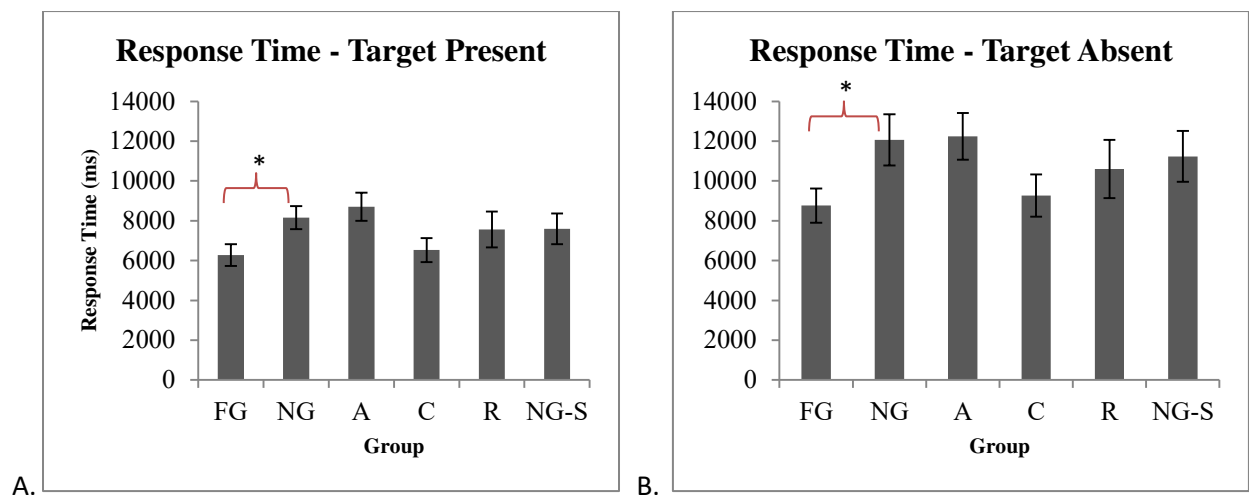 Response Time - Target Present
*
14000
12000
10000
8000
6000
4000
2000
0
Response Time (ms)
FG NG A C R NG-S
Group
A.
Response Time - Target Absent
*
14000
12000
10000
8000
6000
4000
2000
0
FG NG A C R NG-S
Group
B.